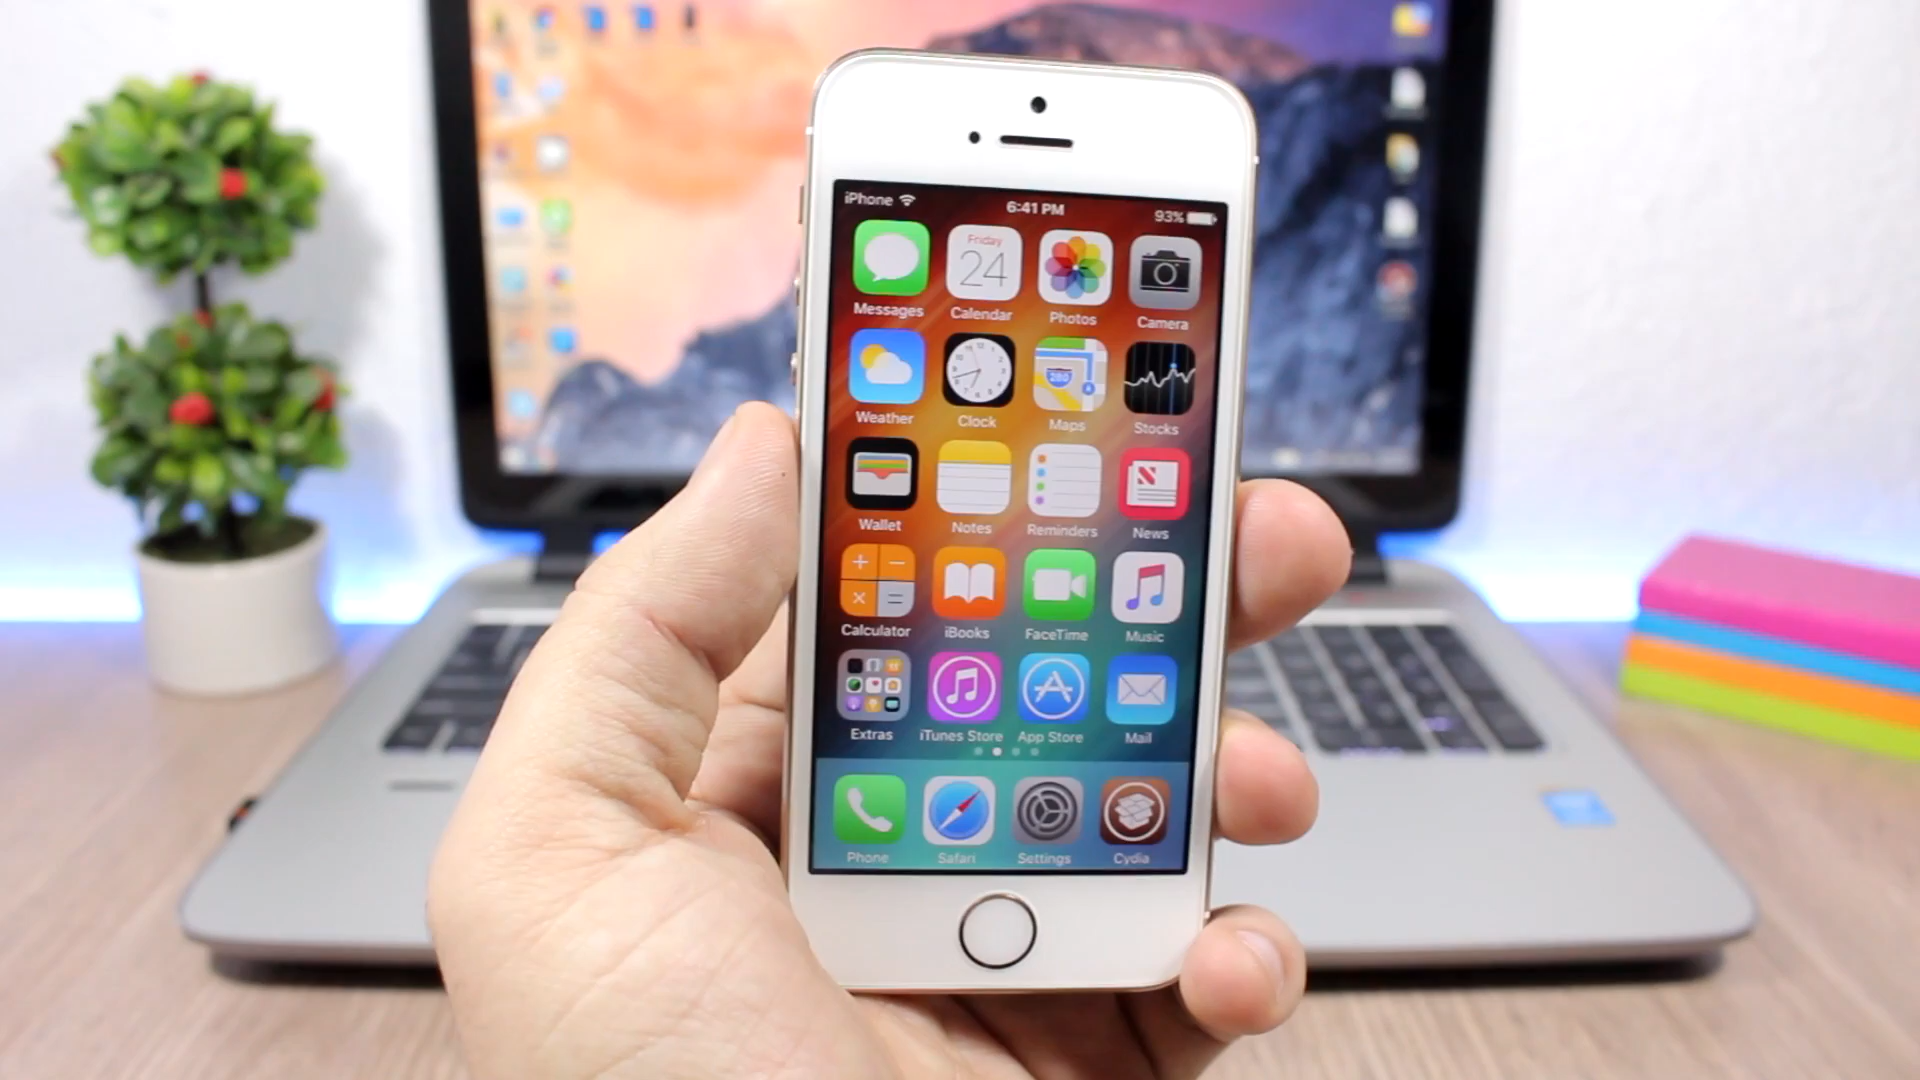 iPhone 6:41 PM 93%
Friday
24
Messages Calendar Photos Camera
280
Weather Clock Maps Stocks
Wallet Notes Reminders News
Calculator iBooks FaceTime Music
Extras iTunes Store App Store Mail
Phone Safari Settings Cydia